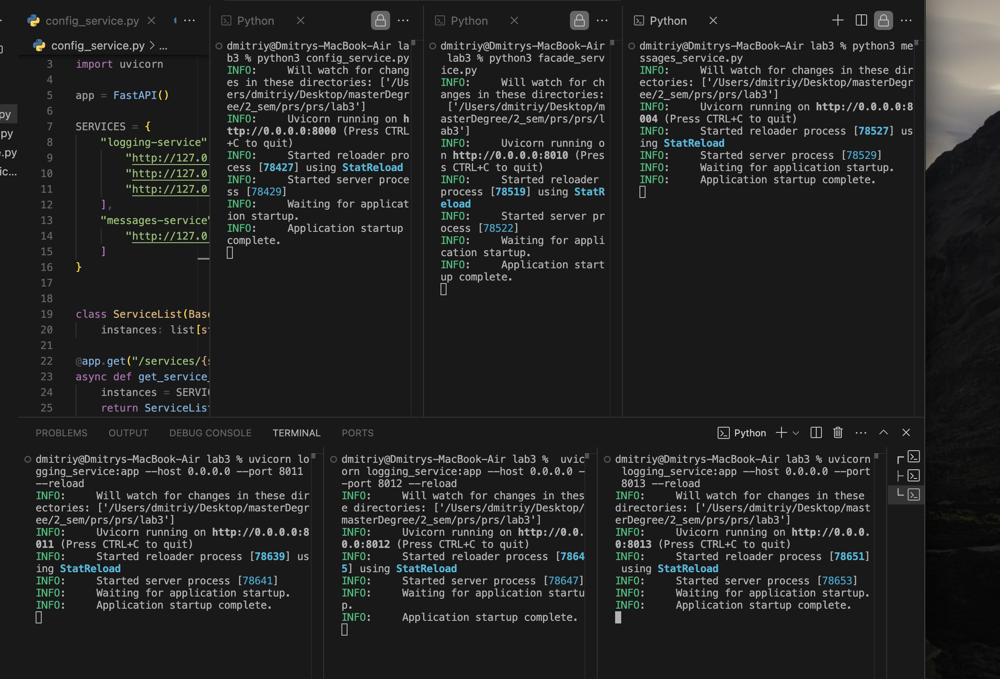 config_service.py
Python
Python
Python
config_service.py > ...
py
py
e.py
ic...
3 import uvicorn
4
5 app = FastAPI()
6
7 SERVICES = {
8 "logging-service"
9 "http://127.0
10 "http://127.0
11 "http://127.0
12 ],
13 "messages-service"
14 "http://127.0
15 ]
16 }
17
18
19 class ServiceList(Base
20 instances: list[st
21
22 @app.get("/services/{s
23 async def get_service_
24 instances = SERVIC
25 return ServiceList
dmitriy@Dmitrys-MacBook-Air la
b3 % python3 config_service.py
INFO: Will watch for chang
es in these directories: ['/Us
ers/dmitriy/Desktop/masterDegr
ee/2_sem/prs/prs/lab3']
INFO: Uvicorn running on h
ttp://0.0.0.0:8000 (Press CTRL
+C to quit)
INFO: Started reloader pro
cess [78427] using StatReload
INFO: Started server proce
ss [78429]
INFO: Waiting for applicat
ion startup.
INFO: Application startup
complete.
dmitriy@Dmitrys-MacBook-Air
lab3 % python3 facade_serv
ice.py
INFO: Will watch for ch
anges in these directories:
['/Users/dmitriy/Desktop/m
asterDegree/2_sem/prs/prs/l
ab3']
INFO: Uvicorn running o
n http://0.0.0.0:8010 (Pres
s CTRL+C to quit)
INFO: Started reloader
process [78519] using StatR
eload
INFO: Started server pr
ocess [78522]
INFO: Waiting for appli
cation startup.
INFO: Application start
up complete.
dmitriy@Dmitrys-MacBook-Air lab3 % python3 me
ssages_service.py
INFO: Will watch for changes in these dir
ectories: ['/Users/dmitriy/Desktop/masterDegr
ee/2_sem/prs/prs/lab3']
INFO: Uvicorn running on http://0.0.0.0:8
004 (Press CTRL+C to quit)
INFO: Started reloader process [78527] us
ing StatReload
INFO: Started server process [78529]
INFO: Waiting for application startup.
INFO: Application startup complete.
PROBLEMS OUTPUT DEBUG CONSOLE TERMINAL PORTS
Python
dmitriy@Dmitrys-MacBook-Air lab3 % uvicorn lo
gging_service:app --host 0.0.0.0 --port 8011
--reload
INFO: Will watch for changes in these dir
ectories: ['/Users/dmitriy/Desktop/masterDegr
ee/2_sem/prs/prs/lab3']
INFO: Uvicorn running on http://0.0.0.0:8
011 (Press CTRL+C to quit)
INFO: Started reloader process [78639] us
ing StatReload
INFO: Started server process [78641]
INFO: Waiting for application startup.
INFO: Application startup complete.
dmitriy@Dmitrys-MacBook-Air lab3 % uvic
orn logging_service:app --host 0.0.0.0 -
-port 8012 --reload
INFO: Will watch for changes in thes
e directories: ['/Users/dmitriy/Desktop/
masterDegree/2_sem/prs/prs/lab3']
INFO: Uvicorn running on http://0.0.
0.0:8012 (Press CTRL+C to quit)
INFO: Started reloader process [7864
5] using StatReload
INFO: Started server process [78647]
INFO: Waiting for application startu
p.
INFO: Application startup complete.
dmitriy@Dmitrys-MacBook-Air lab3 % uvicorn
logging_service:app --host 0.0.0.0 --port
8013 --reload
INFO: Will watch for changes in these
directories: ['/Users/dmitriy/Desktop/mast
erDegree/2_sem/prs/prs/lab3']
INFO: Uvicorn running on http://0.0.0.
0:8013 (Press CTRL+C to quit)
INFO: Started reloader process [78651]
using StatReload
INFO: Started server process [78653]
INFO: Waiting for application startup.
INFO: Application startup complete.